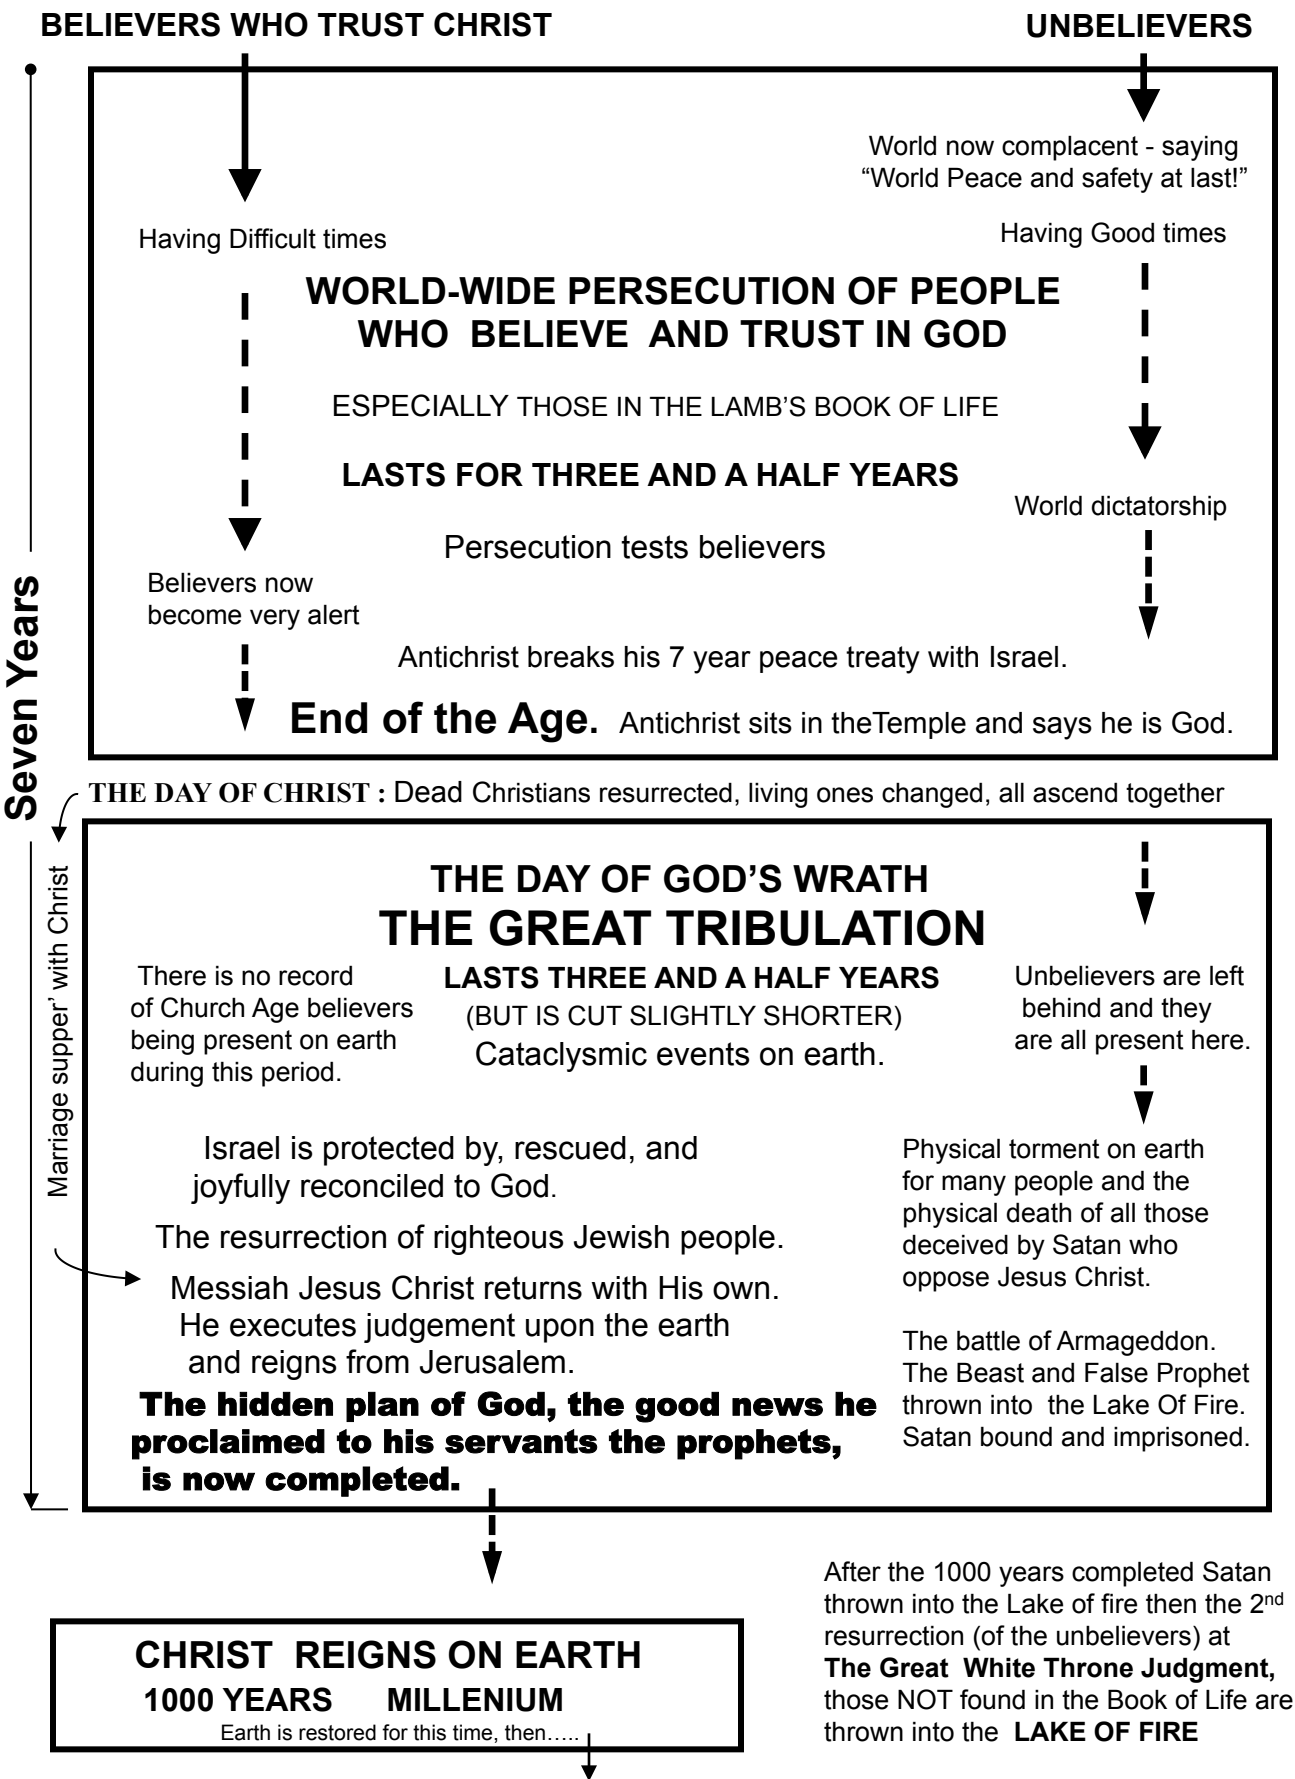 BELIEVERS WHO TRUST CHRIST
UNBELIEVERS
World now complacent - saying
“World Peace and safety at last!”
Having Difficult times
Having Good times
WORLD-WIDE PERSECUTION OF PEOPLE
WHO BELIEVE AND TRUST IN GOD
ESPECIALLY THOSE IN THE LAMB’S BOOK OF LIFE
LASTS FOR THREE AND A HALF YEARS
World dictatorship
Persecution tests believers
Believers now
become very alert
Antichrist breaks his 7 year peace treaty with Israel.
End of the Age. Antichrist sits in theTemple and says he is God.
Seven Years
THE DAY OF CHRIST : Dead Christians resurrected, living ones changed, all ascend together
Marriage supper’ with Christ
THE DAY OF GOD’S WRATH
THE GREAT TRIBULATION
LASTS THREE AND A HALF YEARS
(BUT IS CUT SLIGHTLY SHORTER)
Cataclysmic events on earth.
There is no record
of Church Age believers
being present on earth
during this period.
Unbelievers are left
behind and they
are all present here.
Israel is protected by, rescued, and
joyfully reconciled to God.
The resurrection of righteous Jewish people.
Messiah Jesus Christ returns with His own.
He executes judgement upon the earth
and reigns from Jerusalem.
The hidden plan of God, the good news he
proclaimed to his servants the prophets,
is now completed.
Physical torment on earth
for many people and the
physical death of all those
deceived by Satan who
oppose Jesus Christ.
The battle of Armageddon.
The Beast and False Prophet
thrown into the Lake Of Fire.
Satan bound and imprisoned.
CHRIST REIGNS ON EARTH
1000 YEARS MILLENIUM
Earth is restored for this time, then…..
After the 1000 years completed Satan
thrown into the Lake of fire then the 2nd
resurrection (of the unbelievers) at
The Great White Throne Judgment,
those NOT found in the Book of Life are
thrown into the LAKE OF FIRE